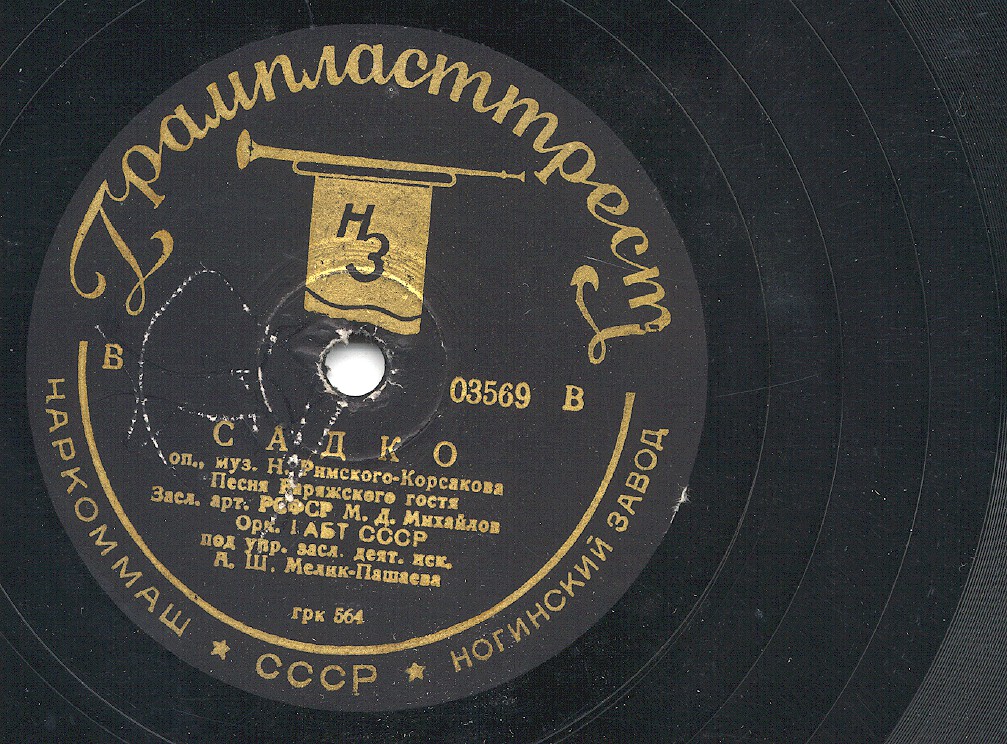 Грампласттрест
НЗ
Б
03569 В
САДКО
оп., муз. Н. Римского-Корсакова
Песня Варяжского гостя
Засл. арт. РСФСР М. Д. Михайлов
Орк. ГАБТ СССР
под упр. засл. деят. иск.
А. Ш. Мелик-Пашаева
грк 564
НАРКОММАШ ★ СССР ★ НОГИНСКИЙ ЗАВОД